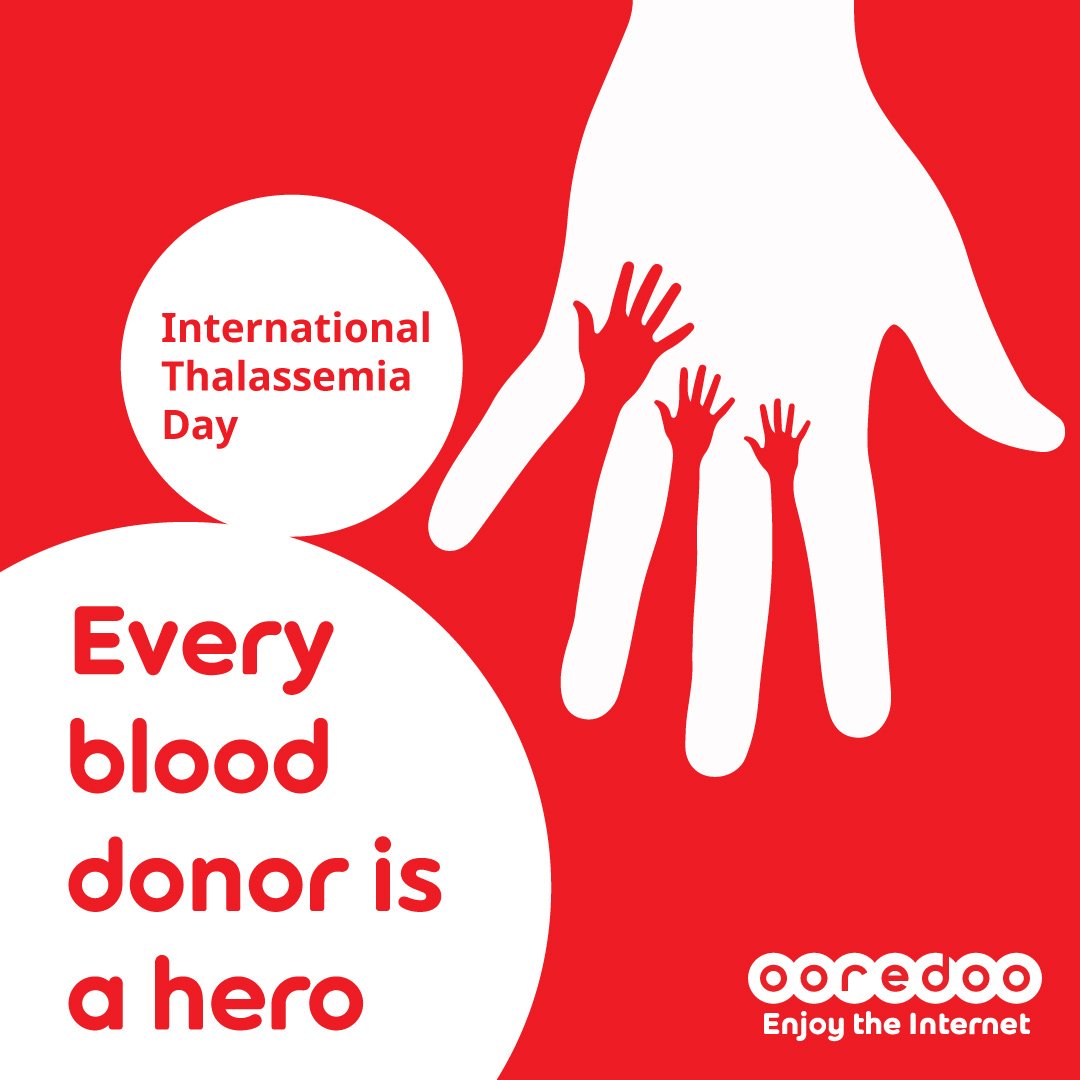 International
Thalassemia
Day
Every
blood
donor is
a hero
ooredoo
Enjoy the Internet